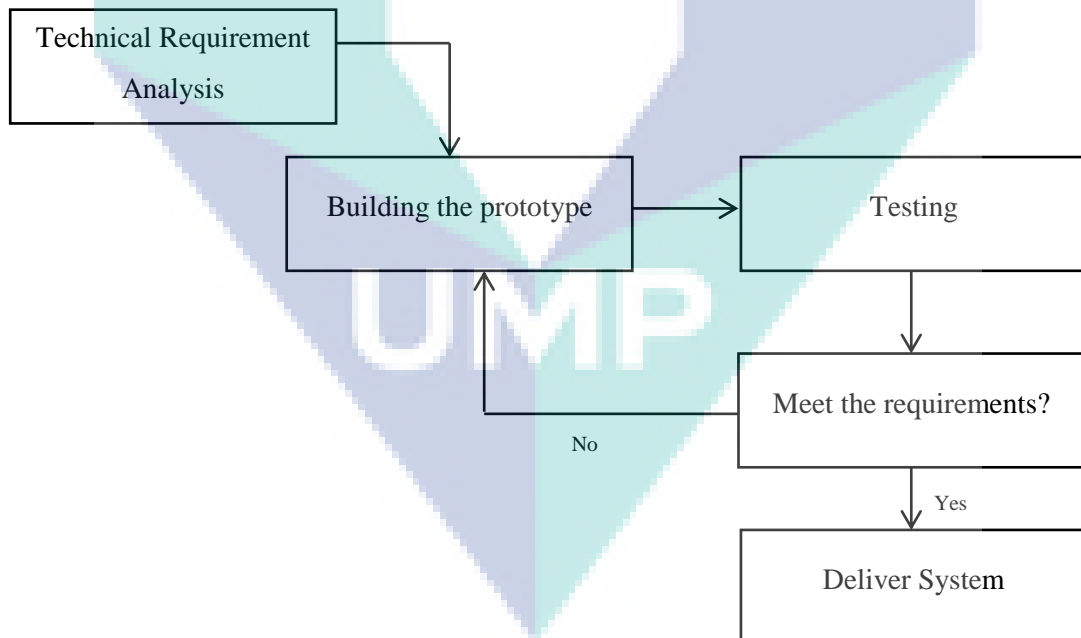 Technical Requirement
Analysis
Building the prototype
Testing
UMP
Meet the requirements?
No
Yes
Deliver System